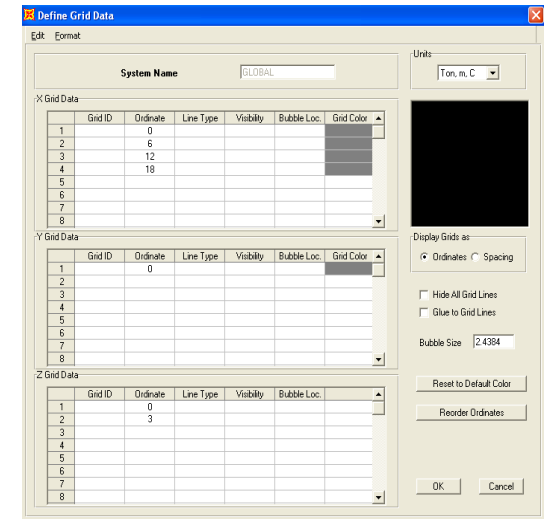 Define Grid Data
Edit Format
System Name GLOBAL
Units
Ton, m, C
X Grid Data
Grid ID Ordinate Line Type Visibility Bubble Loc. Grid Color
1 0
2 6
3 12
4 18
5
6
7
8
Y Grid Data
Grid ID Ordinate Line Type Visibility Bubble Loc. Grid Color
1 0
2
3
4
5
6
7
8
Z Grid Data
Grid ID Ordinate Line Type Visibility Bubble Loc.
1 0
2 3
3
4
5
6
7
8
Display Grids as
Ordinates Spacing
Hide All Grid Lines
Glue to Grid Lines
Bubble Size 2.4384
Reset to Default Color
Reorder Ordinates
OK Cancel